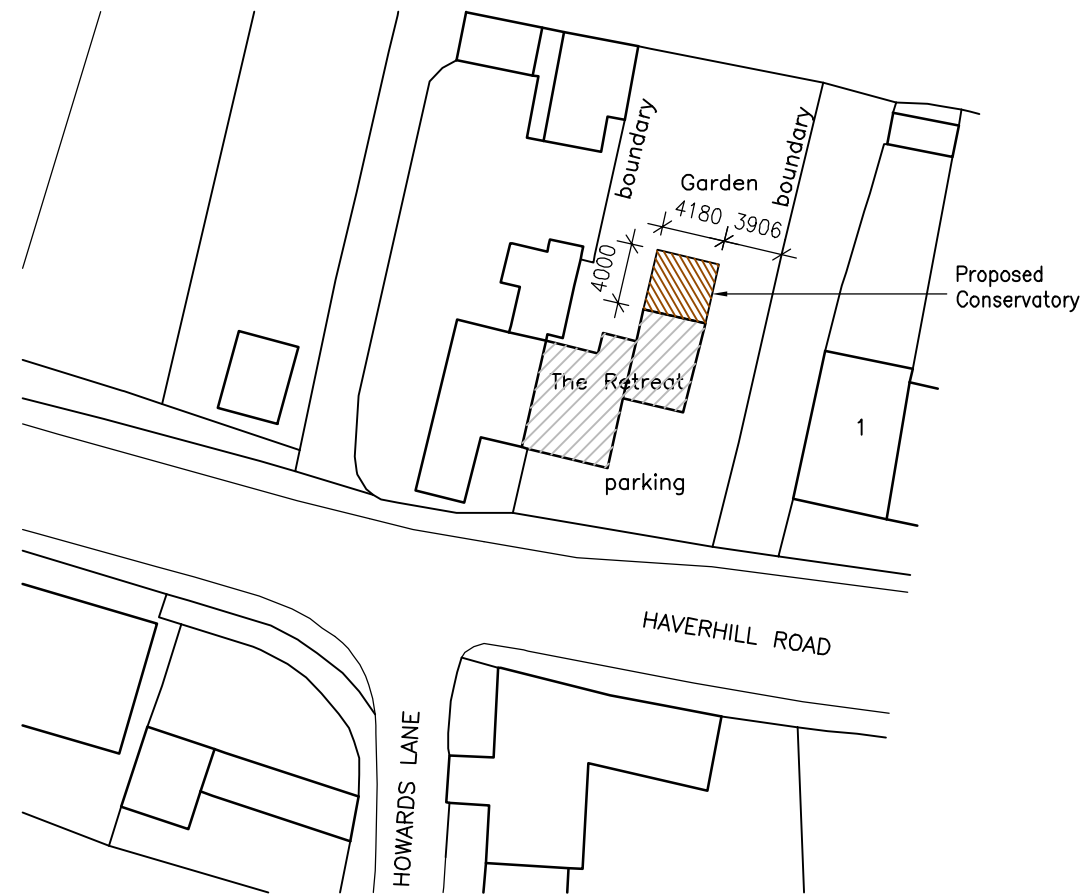 boundary
boundary
Garden
4180
3906
4000
Proposed
Conservatory
The Retreat
1
parking
HAVERHILL ROAD
HOWARDS LANE